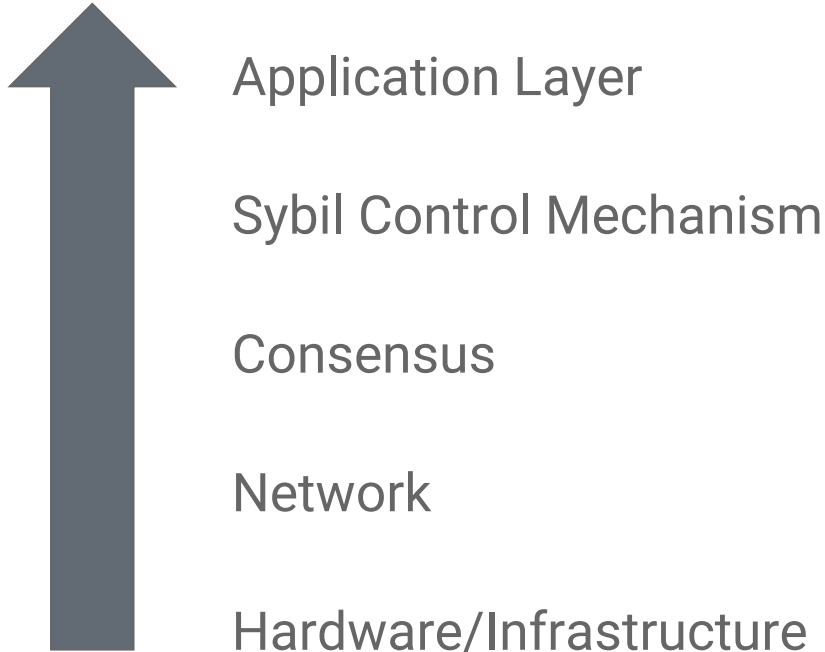 Application Layer
Sybil Control Mechanism
Consensus
Network
Hardware/Infrastructure